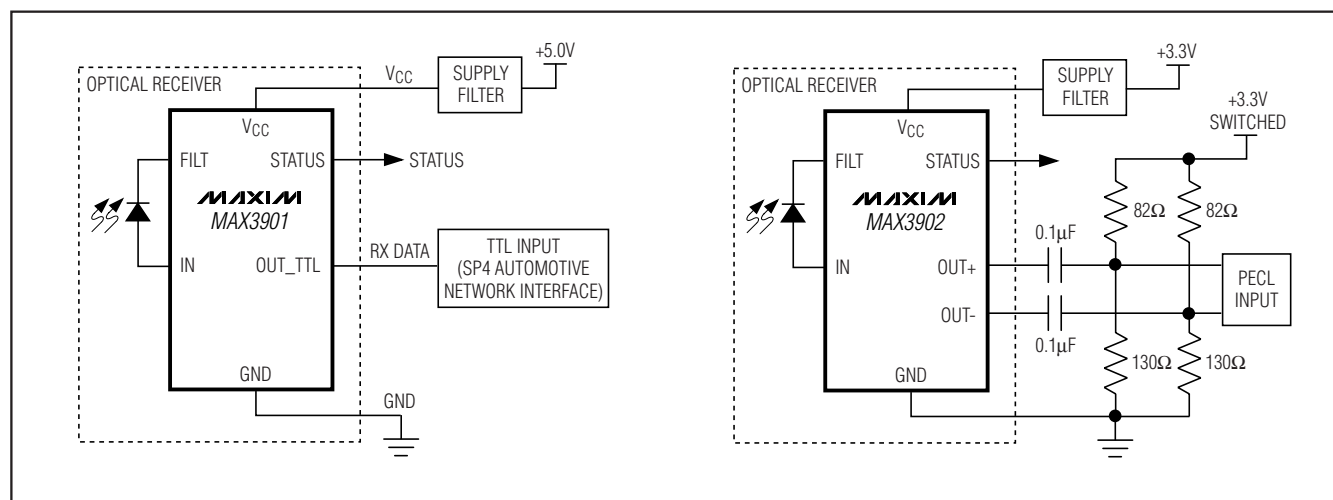 OPTICAL RECEIVER
VCC
SUPPLY
FILTER
+5.0V
VCC
FILT
STATUS
STATUS
MAXIM
MAX3901
IN
OUT_TTL
RX DATA
TTL INPUT
(SP4 AUTOMOTIVE
NETWORK INTERFACE)
GND
GND
OPTICAL RECEIVER
SUPPLY
FILTER
+3.3V
+3.3V
SWITCHED
VCC
FILT
STATUS
MAXIM
MAX3902
82Ω
82Ω
0.1µF
IN
OUT+
OUT-
PECL
INPUT
0.1µF
130Ω
130Ω
GND